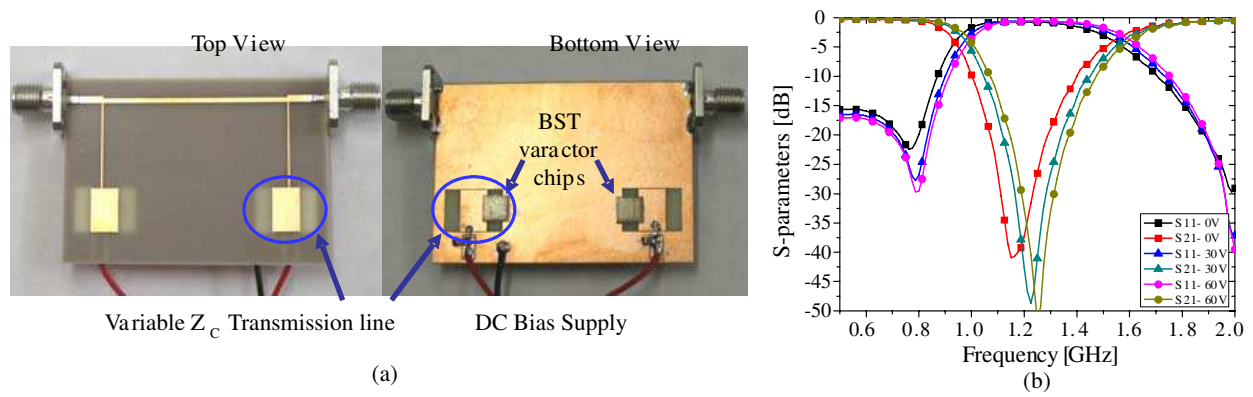 Top View
Bottom View
BST
varactor
chips
Variable Z_C Transmission line
DC Bias Supply
(a)
S-parameters [dB]
0
-5
-10
-15
-20
-25
-30
-35
-40
-45
-50
S11- 0V
S21- 0V
S11- 30V
S21- 30V
S11- 60V
S21- 60V
0.6 0.8 1.0 1.2 1.4 1.6 1.8 2.0
Frequency [GHz]
(b)